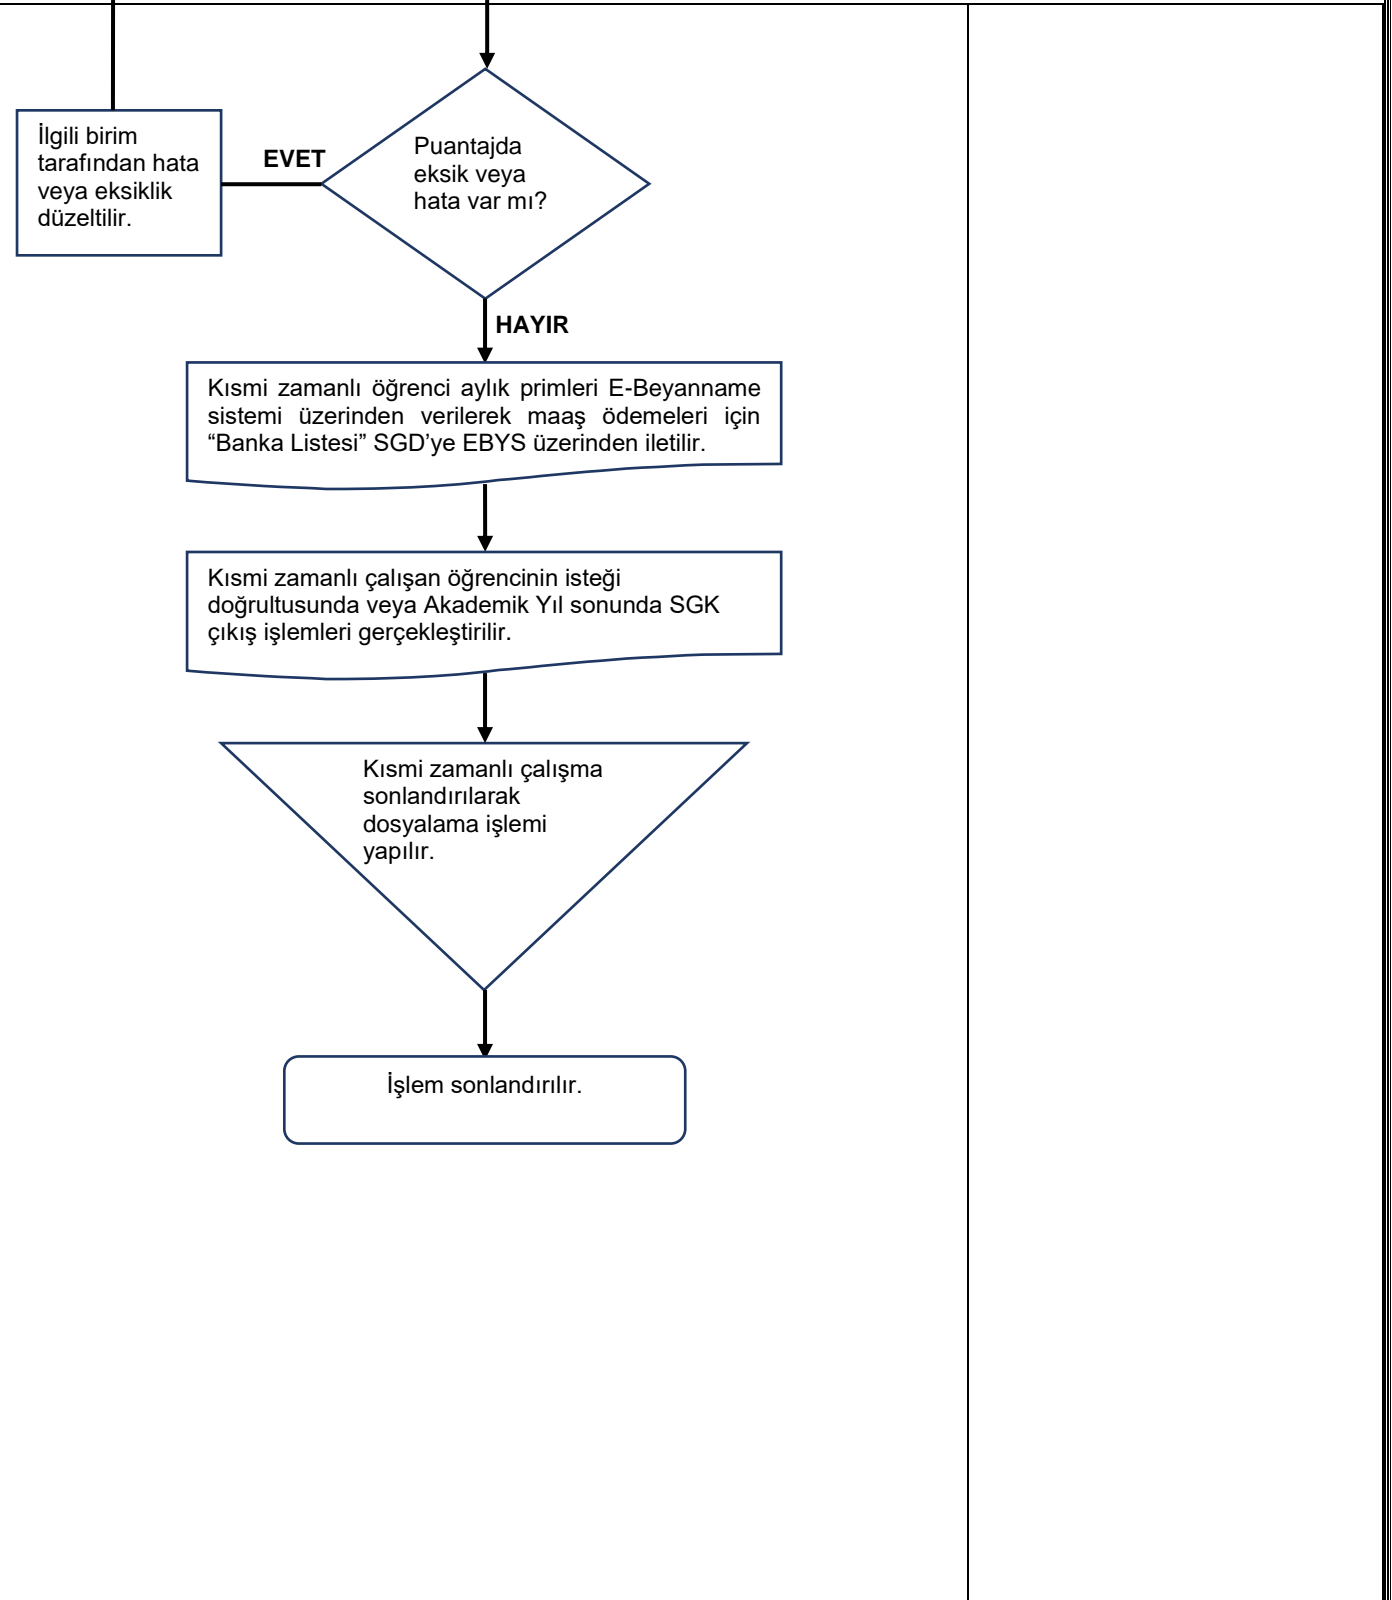 İlgili birim
tarafından hata
veya eksiklik
düzeltilir.
EVET
Puantajda
eksik veya
hata var mı?
HAYIR
Kısmi zamanlı öğrenci aylık primleri E-Beyanname
sistemi üzerinden verilerek maaş ödemeleri için
“Banka Listesi” SGD’ye EBYS üzerinden iletilir.
Kısmi zamanlı çalışan öğrencinin isteği
doğrultusunda veya Akademik Yıl sonunda SGK
çıkış işlemleri gerçekleştirilir.
Kısmi zamanlı çalışma
sonlandırılarak
dosyalama işlemi
yapılır.
İşlem sonlandırılır.